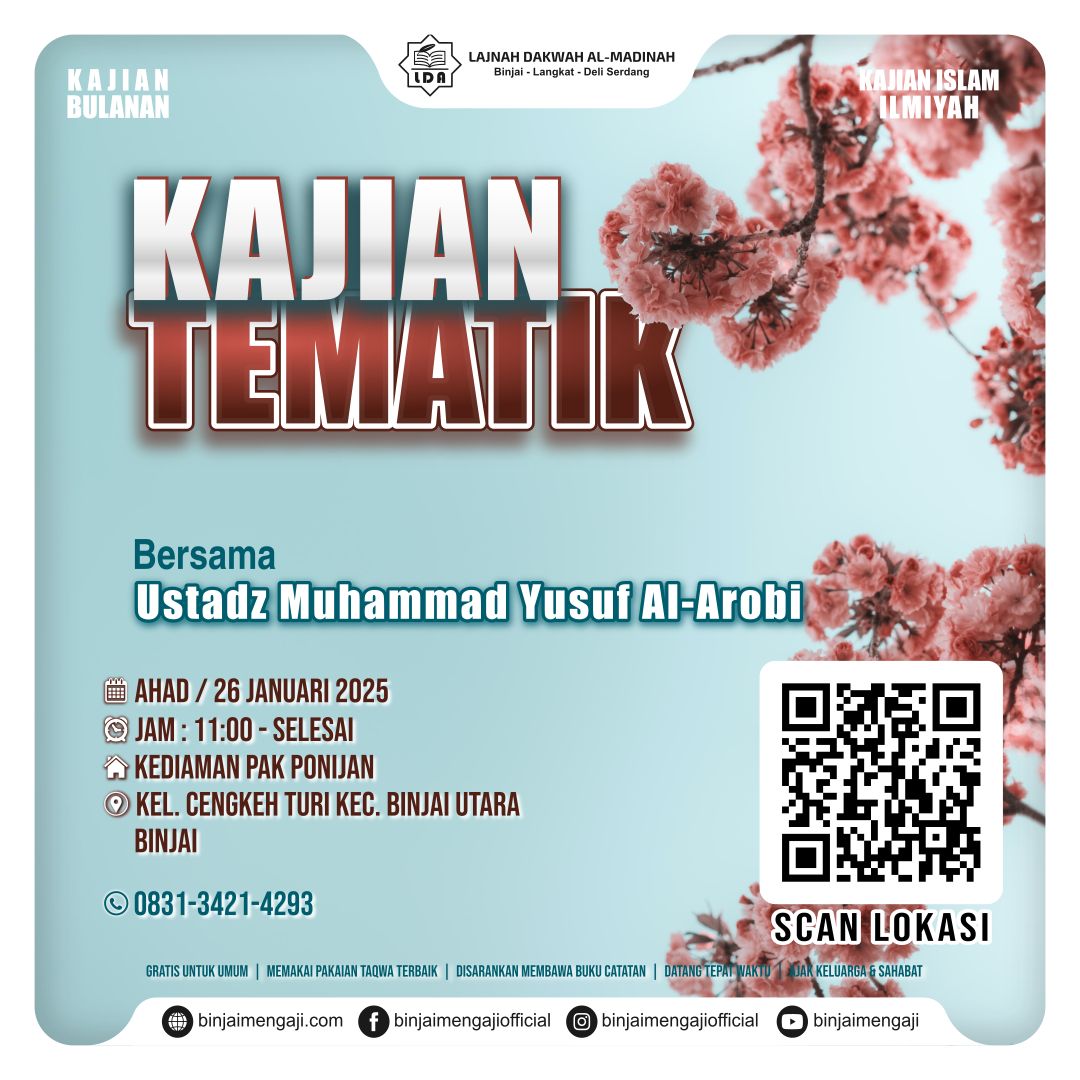 KAJIAN
BULANAN
LDA
LAJNAH DAKWAH AL-MADINAH
Binjai - Langkat - Deli Serdang
KAJIAN ISLAM
ILMIYAH
KAJIAN
TEMATIK
Bersama
Ustadz Muhammad Yusuf Al-Arobi
AHAD / 26 JANUARI 2025
JAM : 11:00 - SELESAI
KEDIAMAN PAK PONIJAN
KEL. CENGKEH TURI KEC. BINJAI UTARA
BINJAI
0831-3421-4293
SCAN LOKASI
GRATIS UNTUK UMUM | MEMAKAI PAKAIAN TAQWA TERBAIK | DISARANKAN MEMBAWA BUKU CATATAN | DATANG TEPAT WAKTU | AJAK KELUARGA & SAHABAT
binjaimengaji.com binjaimengajiofficial binjaimengajiofficial binjaimengaji